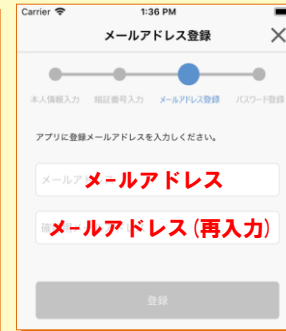 Carrier 1:36 PM
メールアドレス登録
本人情報入力 暗証番号入力 メールアドレス登録 パスワード登録
アプリに登録メールアドレスを入力しください。
メールアドレス
メールアドレス(再入力)
登録